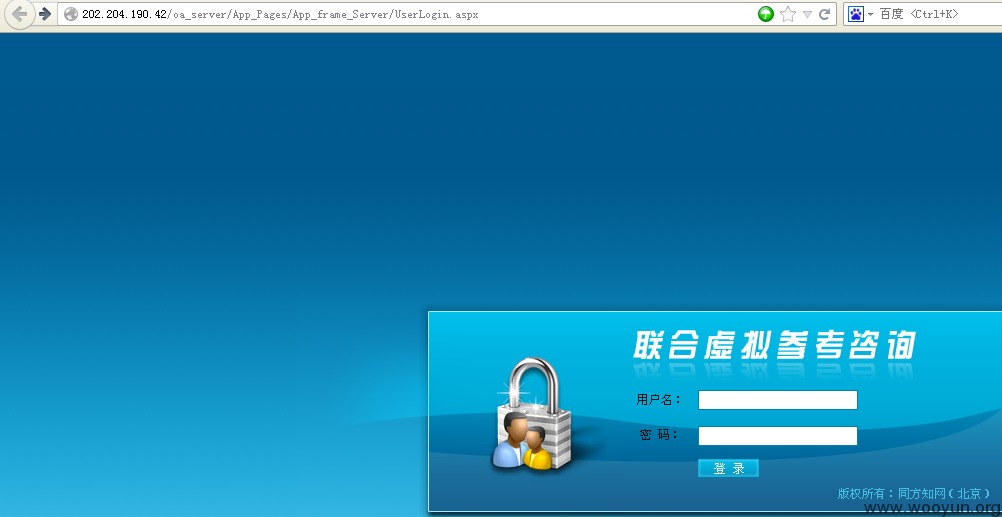 202.204.190.42/oa_server/App_Pages/App_frame_Server/UserLogin.aspx
百度 <Ctrl+K>
联合虚拟参考咨询
用户名：
密 码：
登 录
版权所有：同方知网(北京)
www.wooyun.org